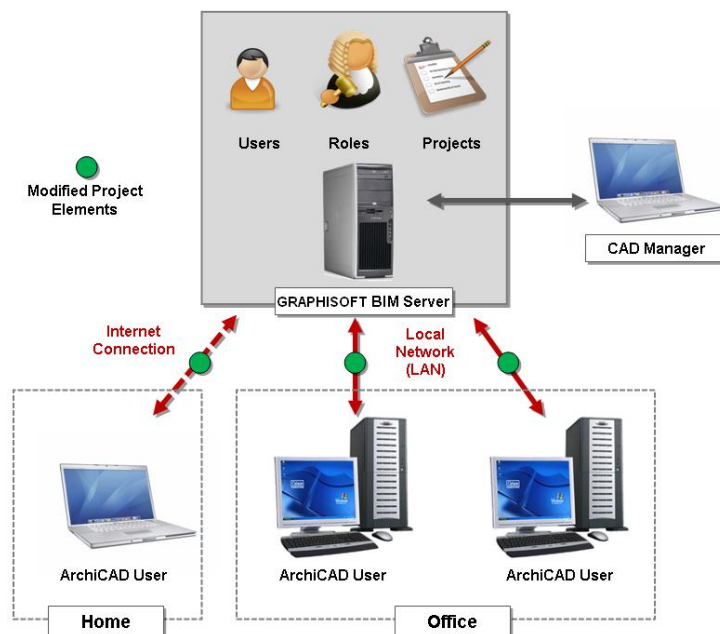 Users
Roles
Projects
Modified Project
Elements
CAD Manager
GRAPHISOFT BIM Server
Internet
Connection
Local
Network
(LAN)
ArchiCAD User
ArchiCAD User
ArchiCAD User
Home
Office